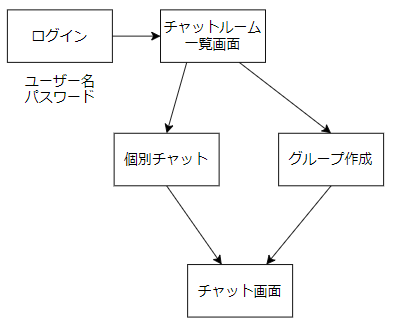 ログイン
チャットルーム
一覧画面
ユーザー名
パスワード
個別チャット
グループ作成
チャット画面